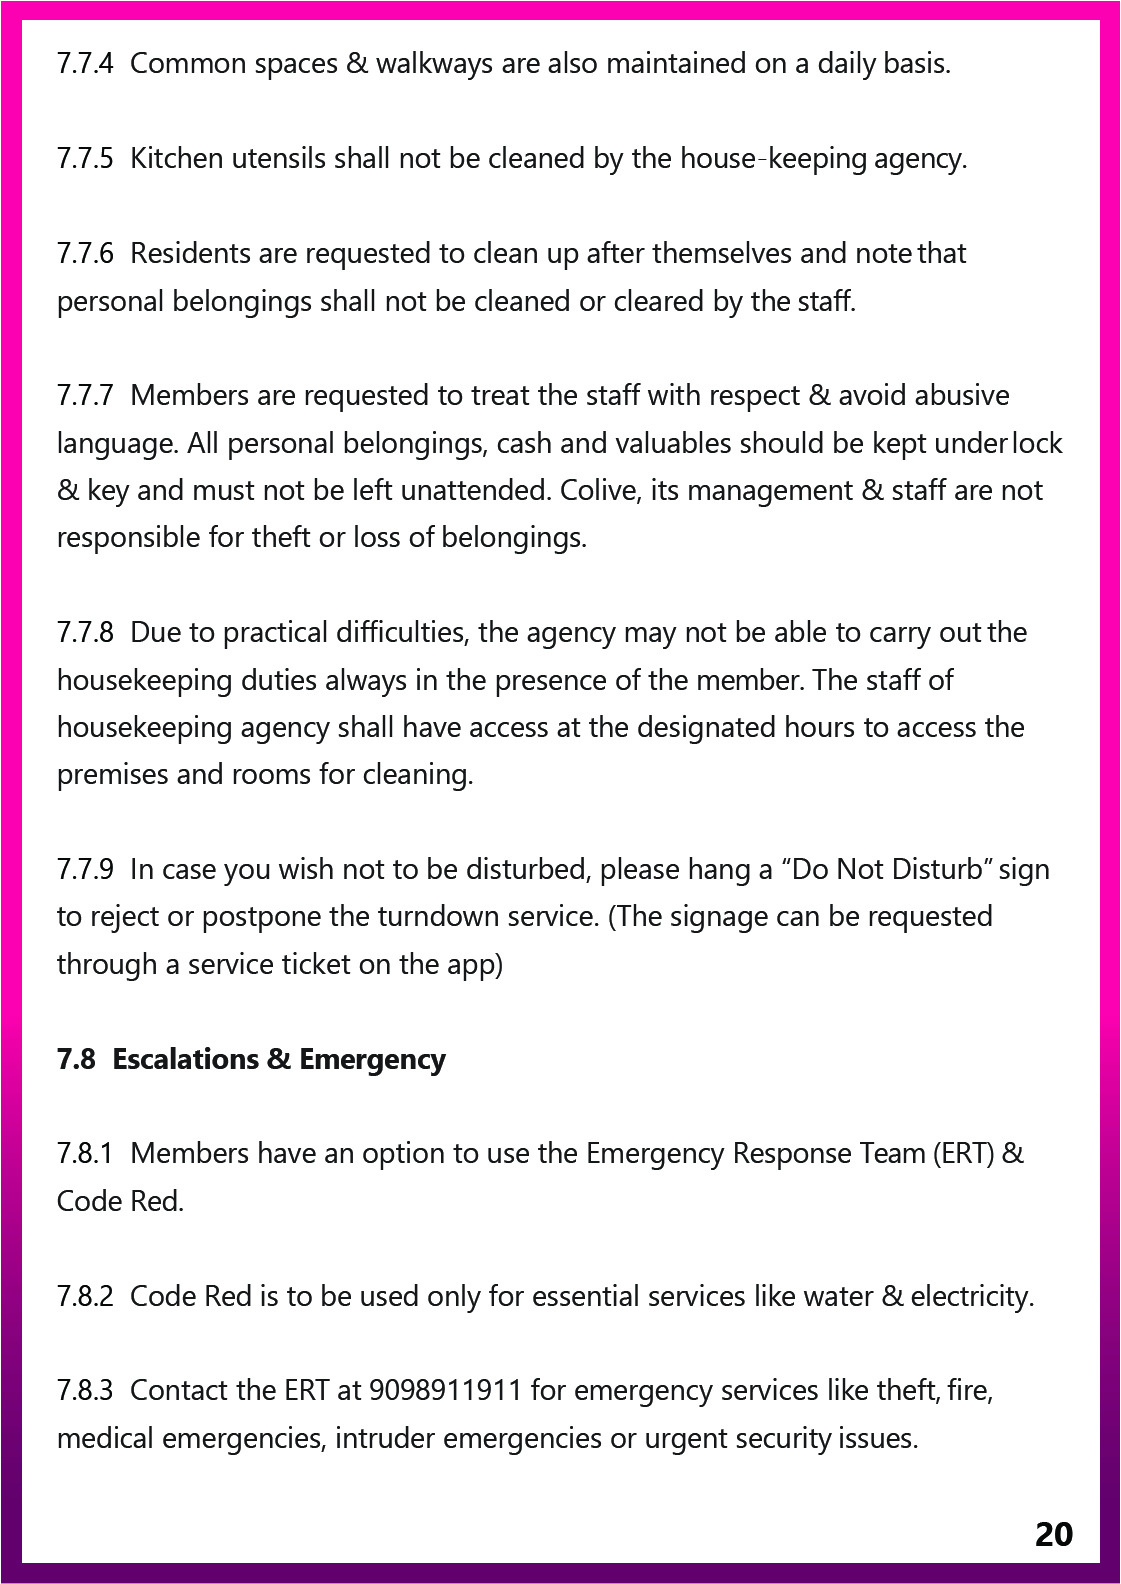 7.7.4 Common spaces & walkways are also maintained on a daily basis.
7.7.5 Kitchen utensils shall not be cleaned by the house-keeping agency.
7.7.6 Residents are requested to clean up after themselves and note that
personal belongings shall not be cleaned or cleared by the staff.
7.7.7 Members are requested to treat the staff with respect & avoid abusive
language. All personal belongings, cash and valuables should be kept under lock
& key and must not be left unattended. Colive, its management & staff are not
responsible for theft or loss of belongings.
7.7.8 Due to practical difficulties, the agency may not be able to carry out the
housekeeping duties always in the presence of the member. The staff of
housekeeping agency shall have access at the designated hours to access the
premises and rooms for cleaning.
7.7.9 In case you wish not to be disturbed, please hang a “Do Not Disturb” sign
to reject or postpone the turndown service. (The signage can be requested
through a service ticket on the app)
7.8 Escalations & Emergency
7.8.1 Members have an option to use the Emergency Response Team (ERT) &
Code Red.
7.8.2 Code Red is to be used only for essential services like water & electricity.
7.8.3 Contact the ERT at 9098911911 for emergency services like theft, fire,
medical emergencies, intruder emergencies or urgent security issues.
20